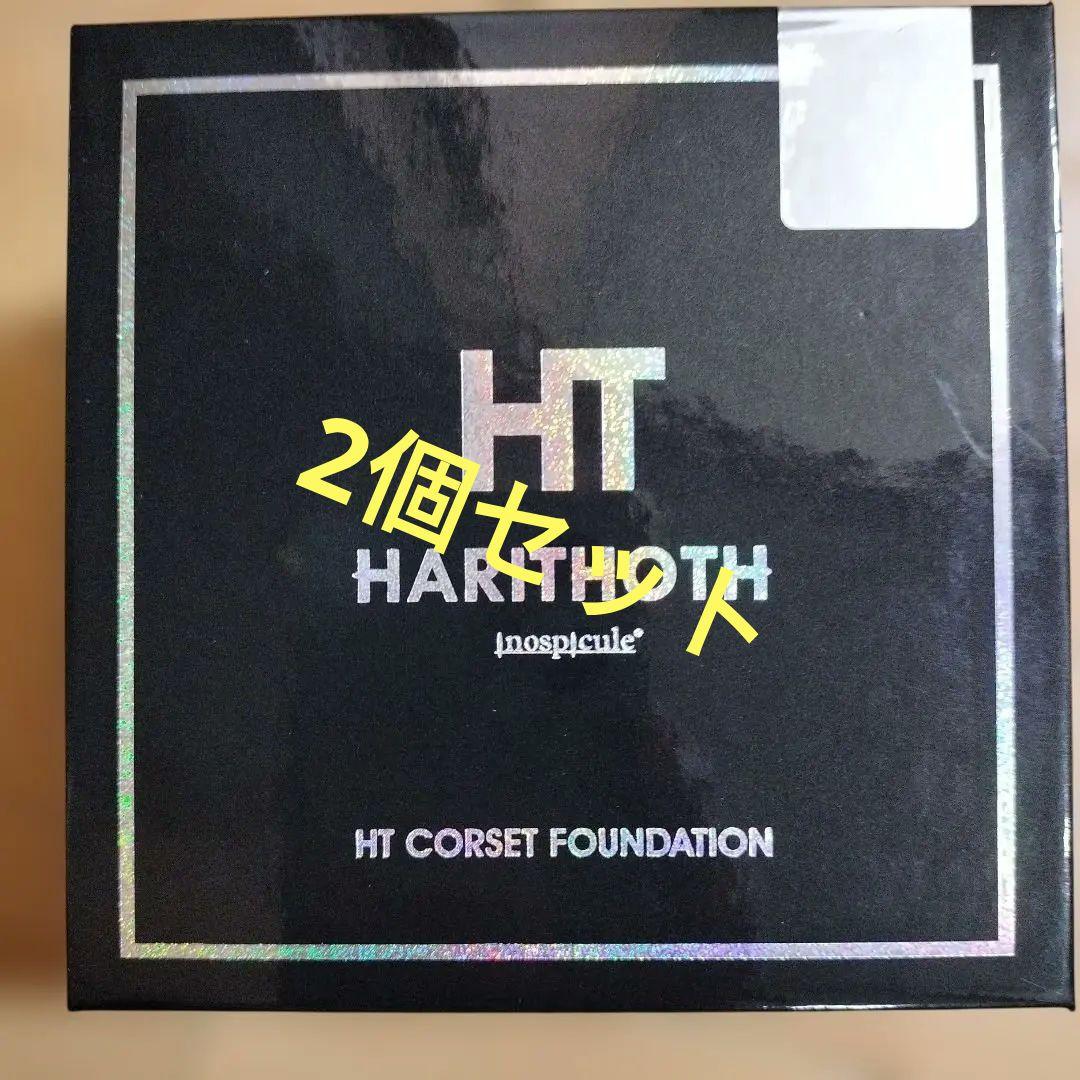 HT
2個セット
HARITHOTH
inospicule
HT CORSET FOUNDATION